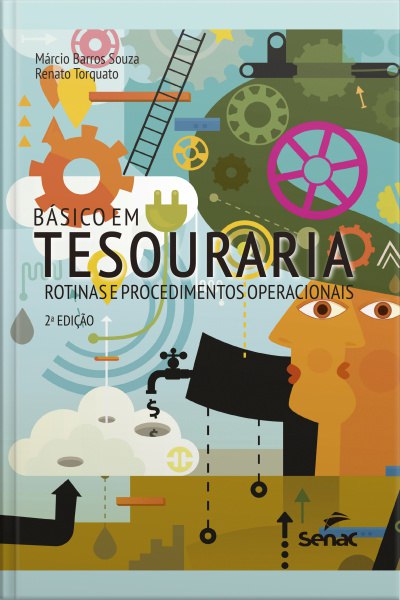 Márcio Barros Souza
Renato Torquato
BÁSICO EM
TESOURARIA
ROTINAS E PROCEDIMENTOS OPERACIONAIS
2ª EDIÇÃO
$
$
senac